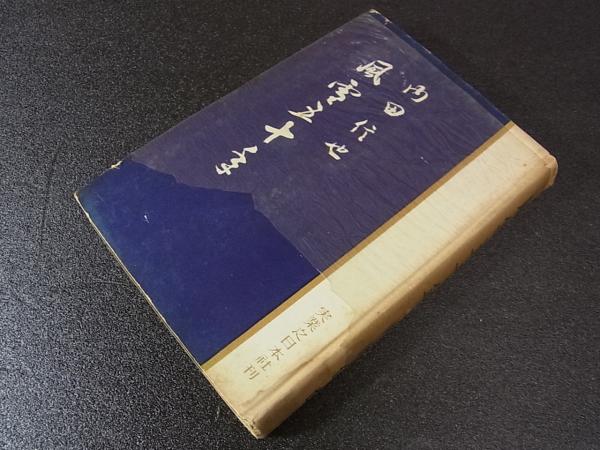 内田信也
風雪五十年
実業之日本社刊